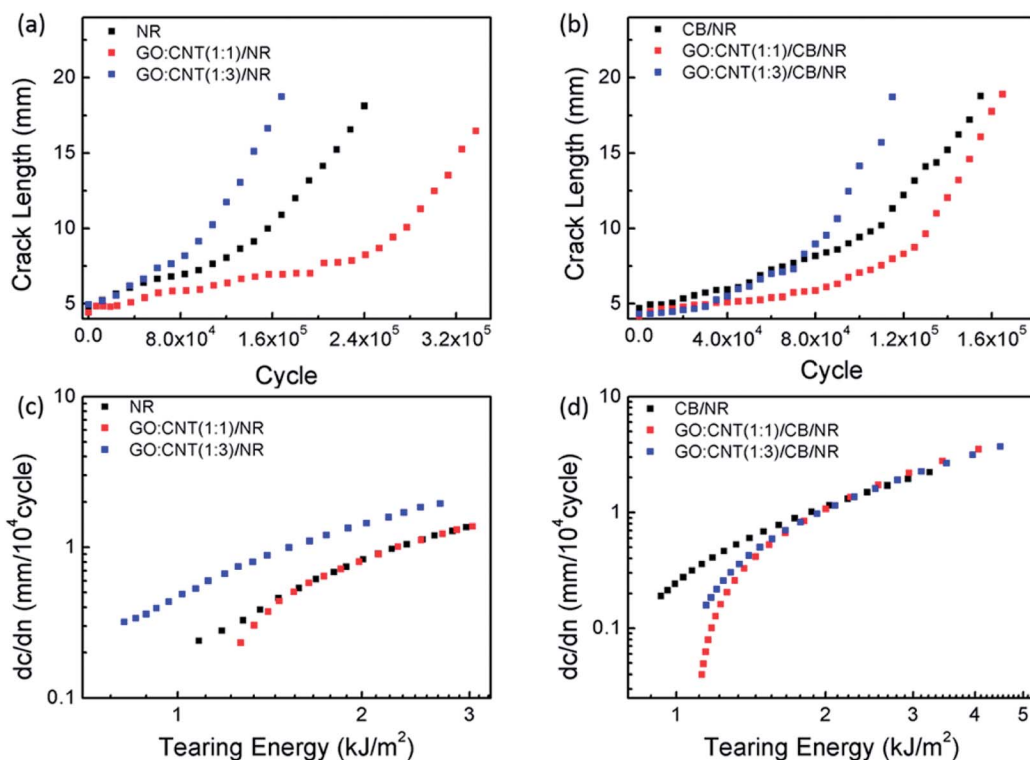 (a)
NR
GO:CNT(1:1)/NR
GO:CNT(1:3)/NR
Crack Length (mm)
20
15
10
5
0.0 8.0x10⁴ 1.6x10⁵ 2.4x10⁵ 3.2x10⁵
Cycle
(b)
CB/NR
GO:CNT(1:1)/CB/NR
GO:CNT(1:3)/CB/NR
Crack Length (mm)
20
15
10
5
0.0 4.0x10⁴ 8.0x10⁴ 1.2x10⁵ 1.6x10⁵
Cycle
(c)
NR
GO:CNT(1:1)/NR
GO:CNT(1:3)/NR
dc/dn (mm/10⁴cycle)
10
1
0.1
1 2 3
Tearing Energy (kJ/m²)
(d)
CB/NR
GO:CNT(1:1)/CB/NR
GO:CNT(1:3)/CB/NR
dc/dn (mm/10⁴cycle)
10
1
0.1
1 2 3 4 5
Tearing Energy (kJ/m²)